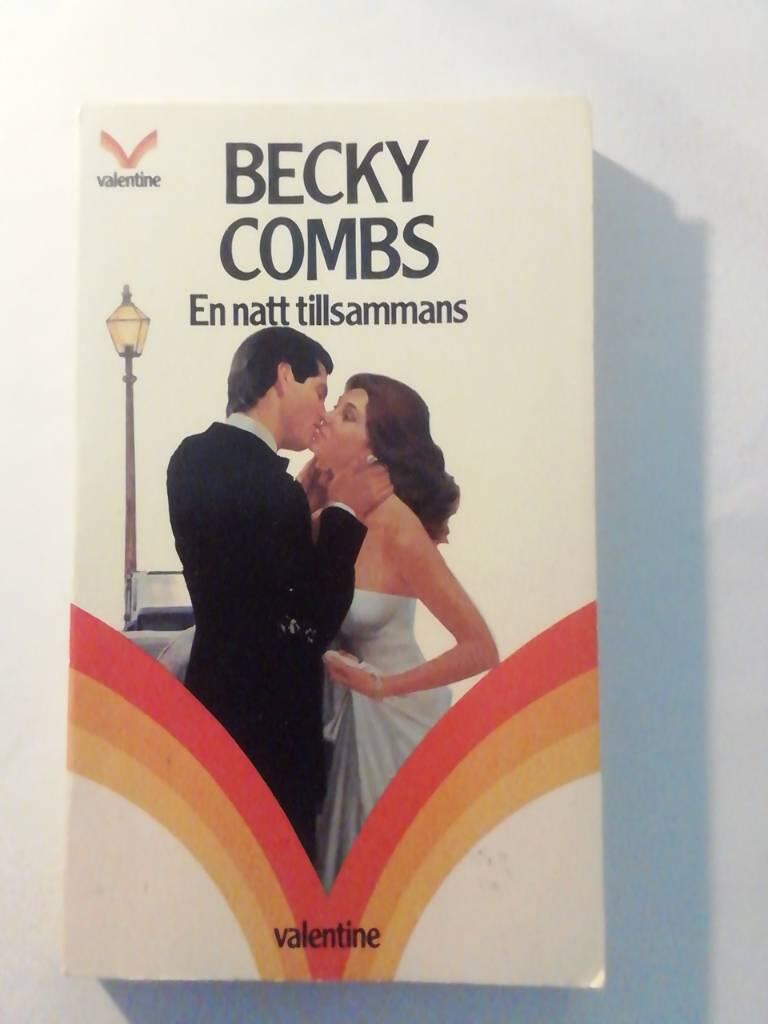 valentine
BECKY
COMBS
En natt tillsammans
valentine